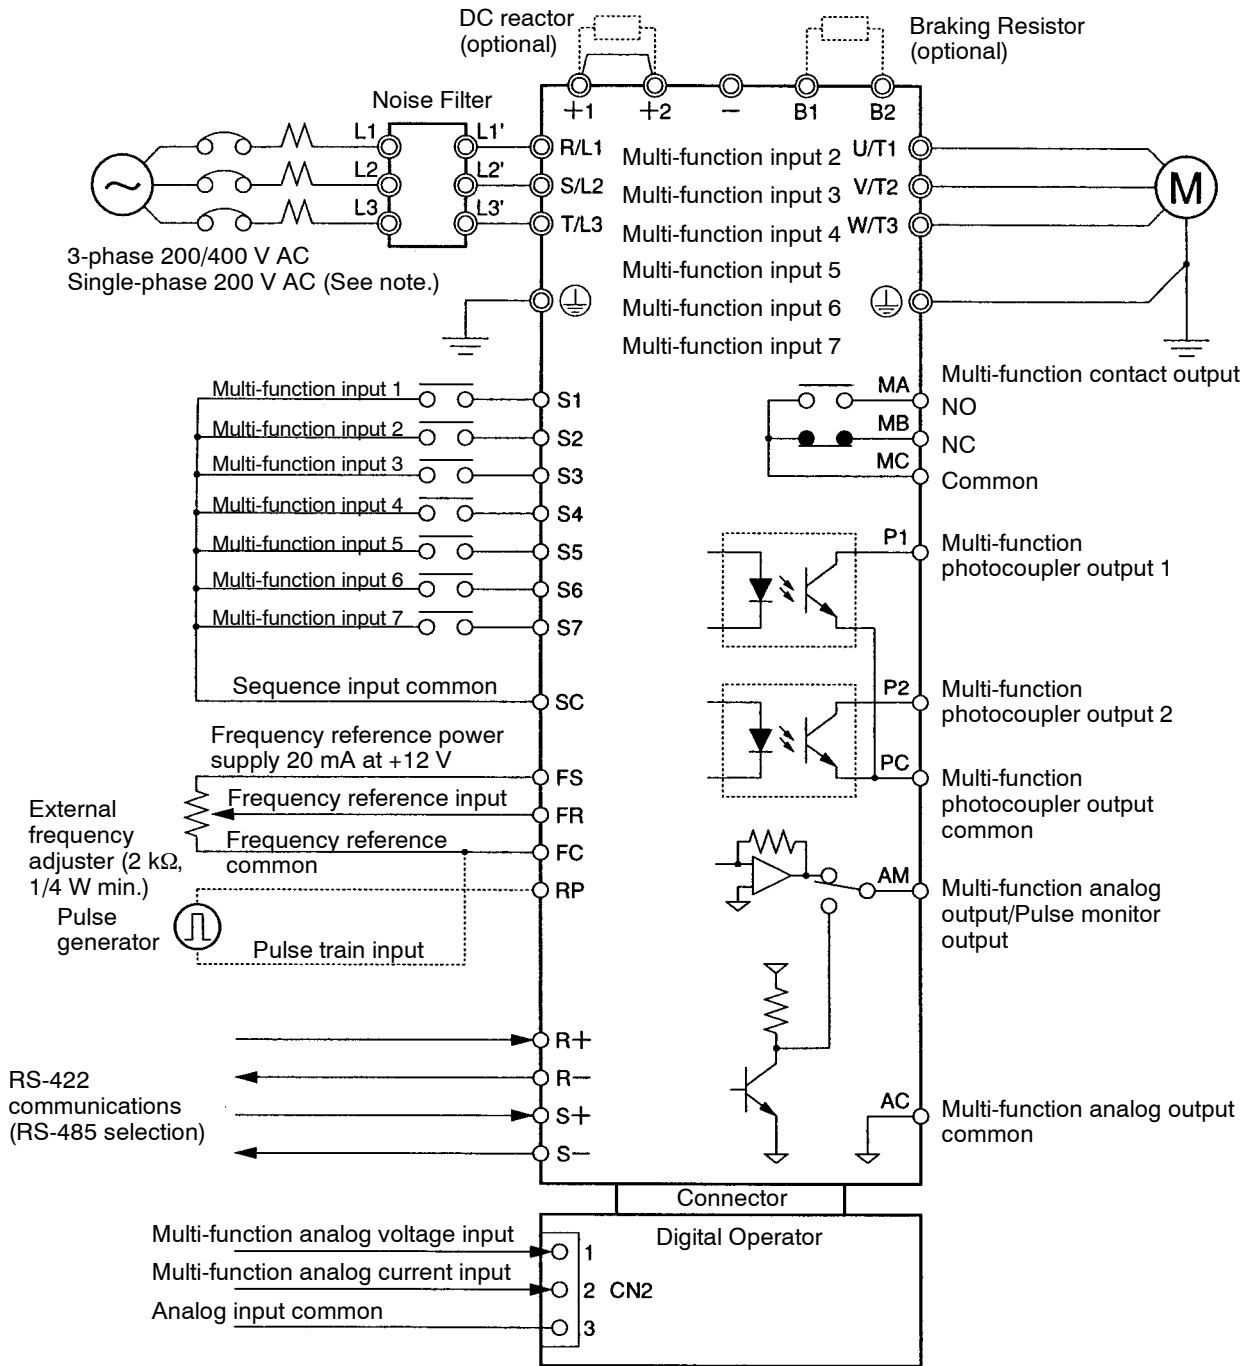 DC reactor
(optional)
Braking Resistor
(optional)
+1
+2
−
B1
B2
Noise Filter
L1
L1'
R/L1
L2
L2'
S/L2
L3
L3'
T/L3
Multi-function input 2
Multi-function input 3
Multi-function input 4
Multi-function input 5
Multi-function input 6
Multi-function input 7
U/T1
V/T2
W/T3
M
3-phase 200/400 V AC
Single-phase 200 V AC (See note.)
Multi-function input 1
S1
Multi-function input 2
S2
Multi-function input 3
S3
Multi-function input 4
S4
Multi-function input 5
S5
Multi-function input 6
S6
Multi-function input 7
S7
Sequence input common
SC
MA
Multi-function contact output
NO
MB
NC
MC
Common
P1
Multi-function
photocoupler output 1
P2
Multi-function
photocoupler output 2
PC
Multi-function
photocoupler output
common
Frequency reference power
supply 20 mA at +12 V
FS
Frequency reference input
FR
Frequency reference
common
FC
RP
External
frequency
adjuster (2 kΩ,
1/4 W min.)
Pulse
generator
Pulse train input
AM
Multi-function analog
output/Pulse monitor
output
R+
R−
S+
S−
RS-422
communications
(RS-485 selection)
AC
Multi-function analog output
common
Connector
Digital Operator
Multi-function analog voltage input
1
Multi-function analog current input
2
CN2
Analog input common
3